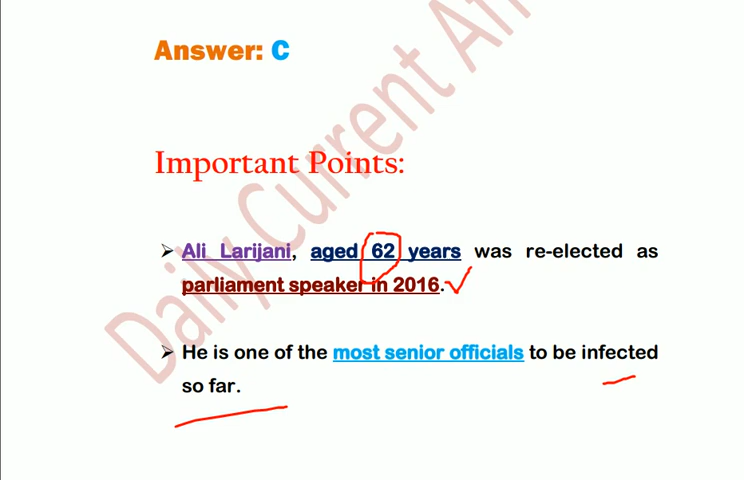 Daily Current Af
Answer: C
Important Points:
➢ Ali Larijani, aged 62 years was re-elected as
parliament speaker in 2016.
➢ He is one of the most senior officials to be infected
so far.